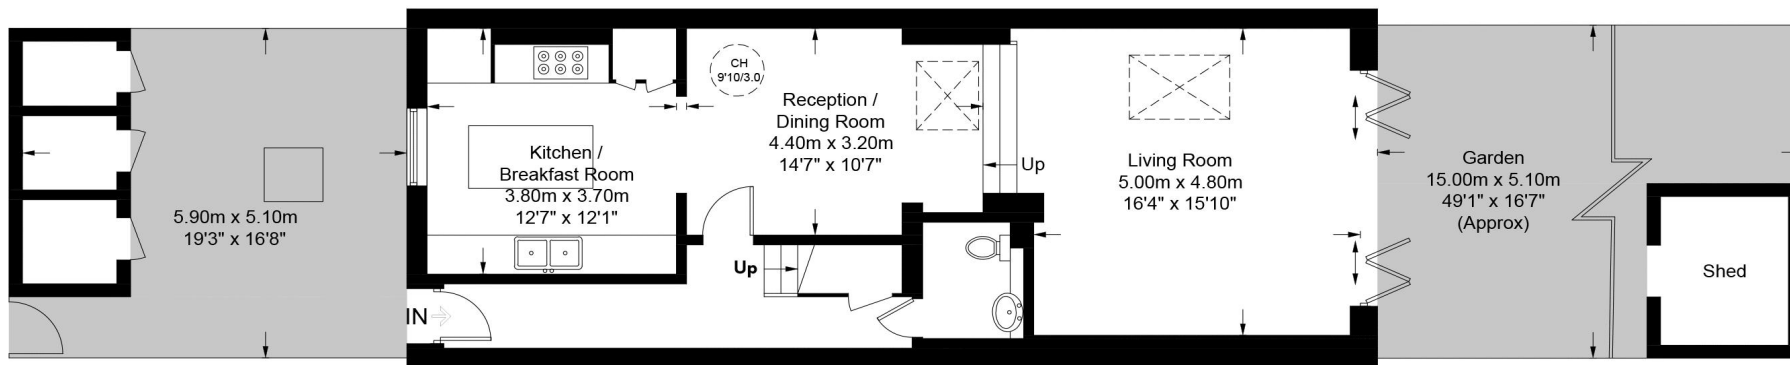 5.90m x 5.10m
19'3" x 16'8"
IN
Kitchen /
Breakfast Room
3.80m x 3.70m
12'7" x 12'1"
CH
9'10/3.0
Reception /
Dining Room
4.40m x 3.20m
14'7" x 10'7"
Up
Up
Living Room
5.00m x 4.80m
16'4" x 15'10"
Garden
15.00m x 5.10m
49'1" x 16'7"
(Approx)
Shed